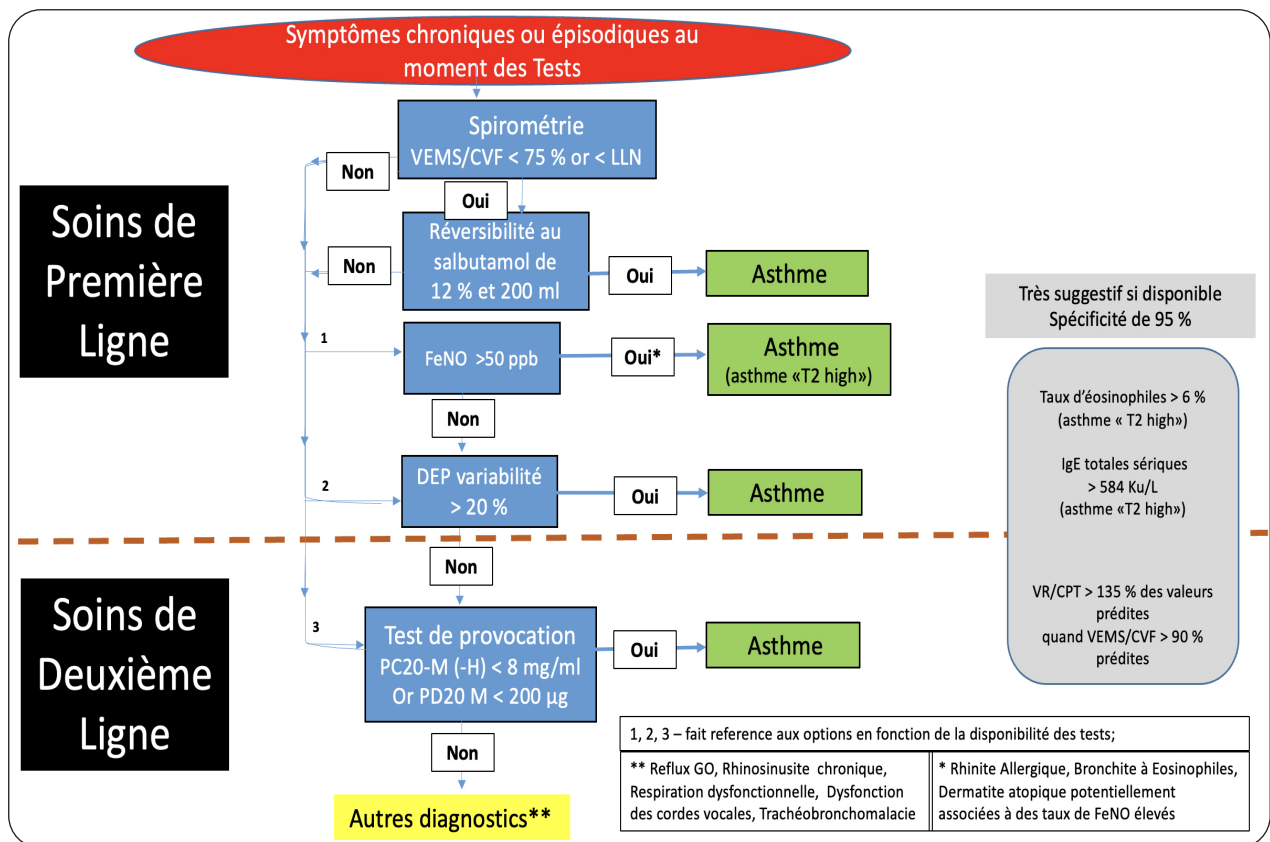 Symptômes chroniques ou épisodiques au
moment des Tests
Spirométrie
VEMS/CVF < 75 % or < LLN
Non
Oui
Soins de
Première
Ligne
Réversibilité au
salbutamol de
12 % et 200 ml
Non
Oui
Asthme
1
FeNO >50 ppb
Oui*
Asthme
(asthme «T2 high»)
Non
2
DEP variabilité
> 20 %
Oui
Asthme
Très suggestif si disponible
Spécificité de 95 %
Taux d’éosinophiles > 6 %
(asthme « T2 high»)
IgE totales sériques
> 584 Ku/L
(asthme «T2 high»)
VR/CPT > 135 % des valeurs
prédites
quand VEMS/CVF > 90 %
prédites
Non
Soins de
Deuxième
Ligne
3
Test de provocation
PC20-M (-H) < 8 mg/ml
Or PD20 M < 200 µg
Oui
Asthme
Non
Autres diagnostics**
1, 2, 3 – fait reference aux options en fonction de la disponibilité des tests;
** Reflux GO, Rhinosinusite chronique,
Respiration dysfonctionnelle, Dysfonction
des cordes vocales, Trachéobronchomalacie
* Rhinite Allergique, Bronchite à Eosinophiles,
Dermatite atopique potentiellement
associées à des taux de FeNO élevés